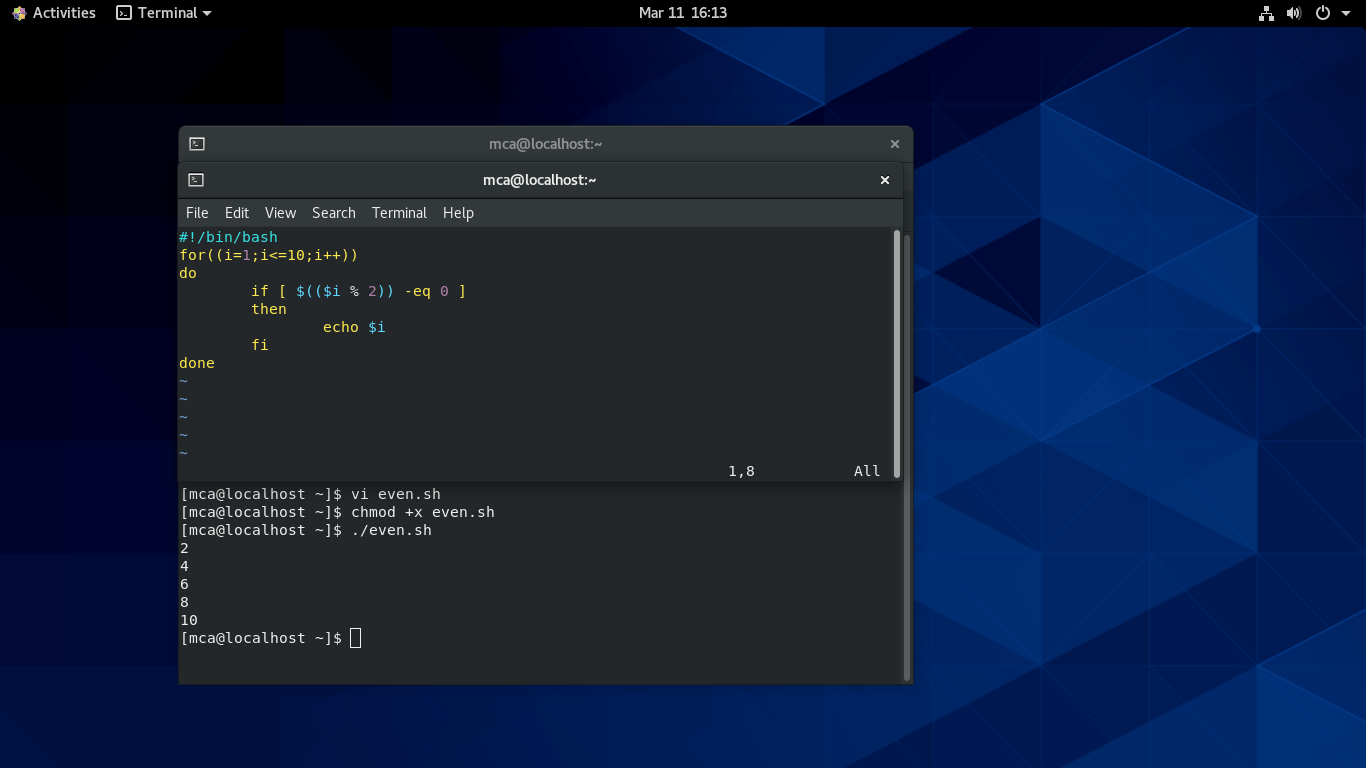 Activities Terminal Mar 11 16:13
mca@localhost:~
mca@localhost:~
File Edit View Search Terminal Help
#!/bin/bash
for((i=1;i<=10;i++))
do
        if [ $(($i % 2)) -eq 0 ]
        then
                echo $i
        fi
done
~
~
~
~
~
1,8 All
[mca@localhost ~]$ vi even.sh
[mca@localhost ~]$ chmod +x even.sh
[mca@localhost ~]$ ./even.sh
2
4
6
8
10
[mca@localhost ~]$